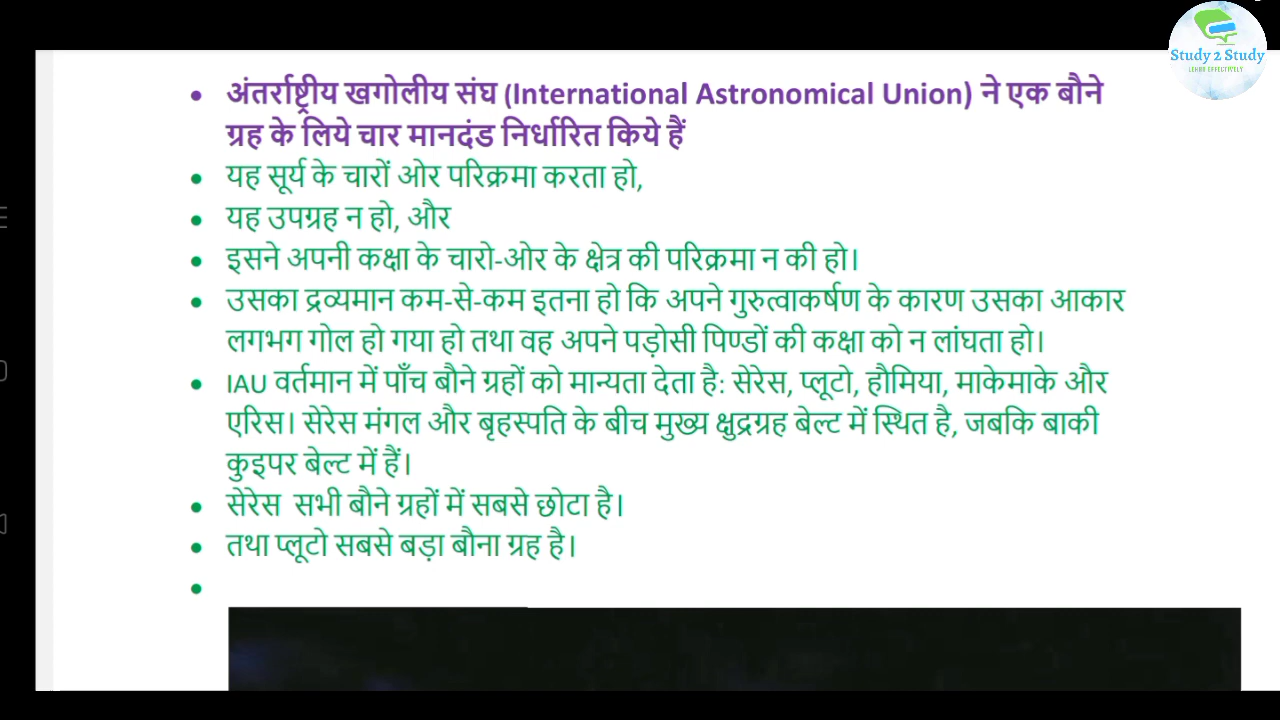 Study 2 Study
LEARN EFFECTIVELY
• अंतर्राष्ट्रीय खगोलीय संघ (International Astronomical Union) ने एक बौने
ग्रह के लिये चार मानदंड निर्धारित किये हैं
• यह सूर्य के चारों ओर परिक्रमा करता हो,
• यह उपग्रह न हो, और
• इसने अपनी कक्षा के चारो-ओर के क्षेत्र की परिक्रमा न की हो।
• उसका द्रव्यमान कम-से-कम इतना हो कि अपने गुरुत्वाकर्षण के कारण उसका आकार
लगभग गोल हो गया हो तथा वह अपने पड़ोसी पिण्डों की कक्षा को न लांघता हो।
• IAU वर्तमान में पाँच बौने ग्रहों को मान्यता देता है: सेरेस, प्लूटो, हौमिया, माकेमाके और
एरिस। सेरेस मंगल और बृहस्पति के बीच मुख्य क्षुद्रग्रह बेल्ट में स्थित है, जबकि बाकी
कुइपर बेल्ट में हैं।
• सेरेस सभी बौने ग्रहों में सबसे छोटा है।
• तथा प्लूटो सबसे बड़ा बौना ग्रह है।
•